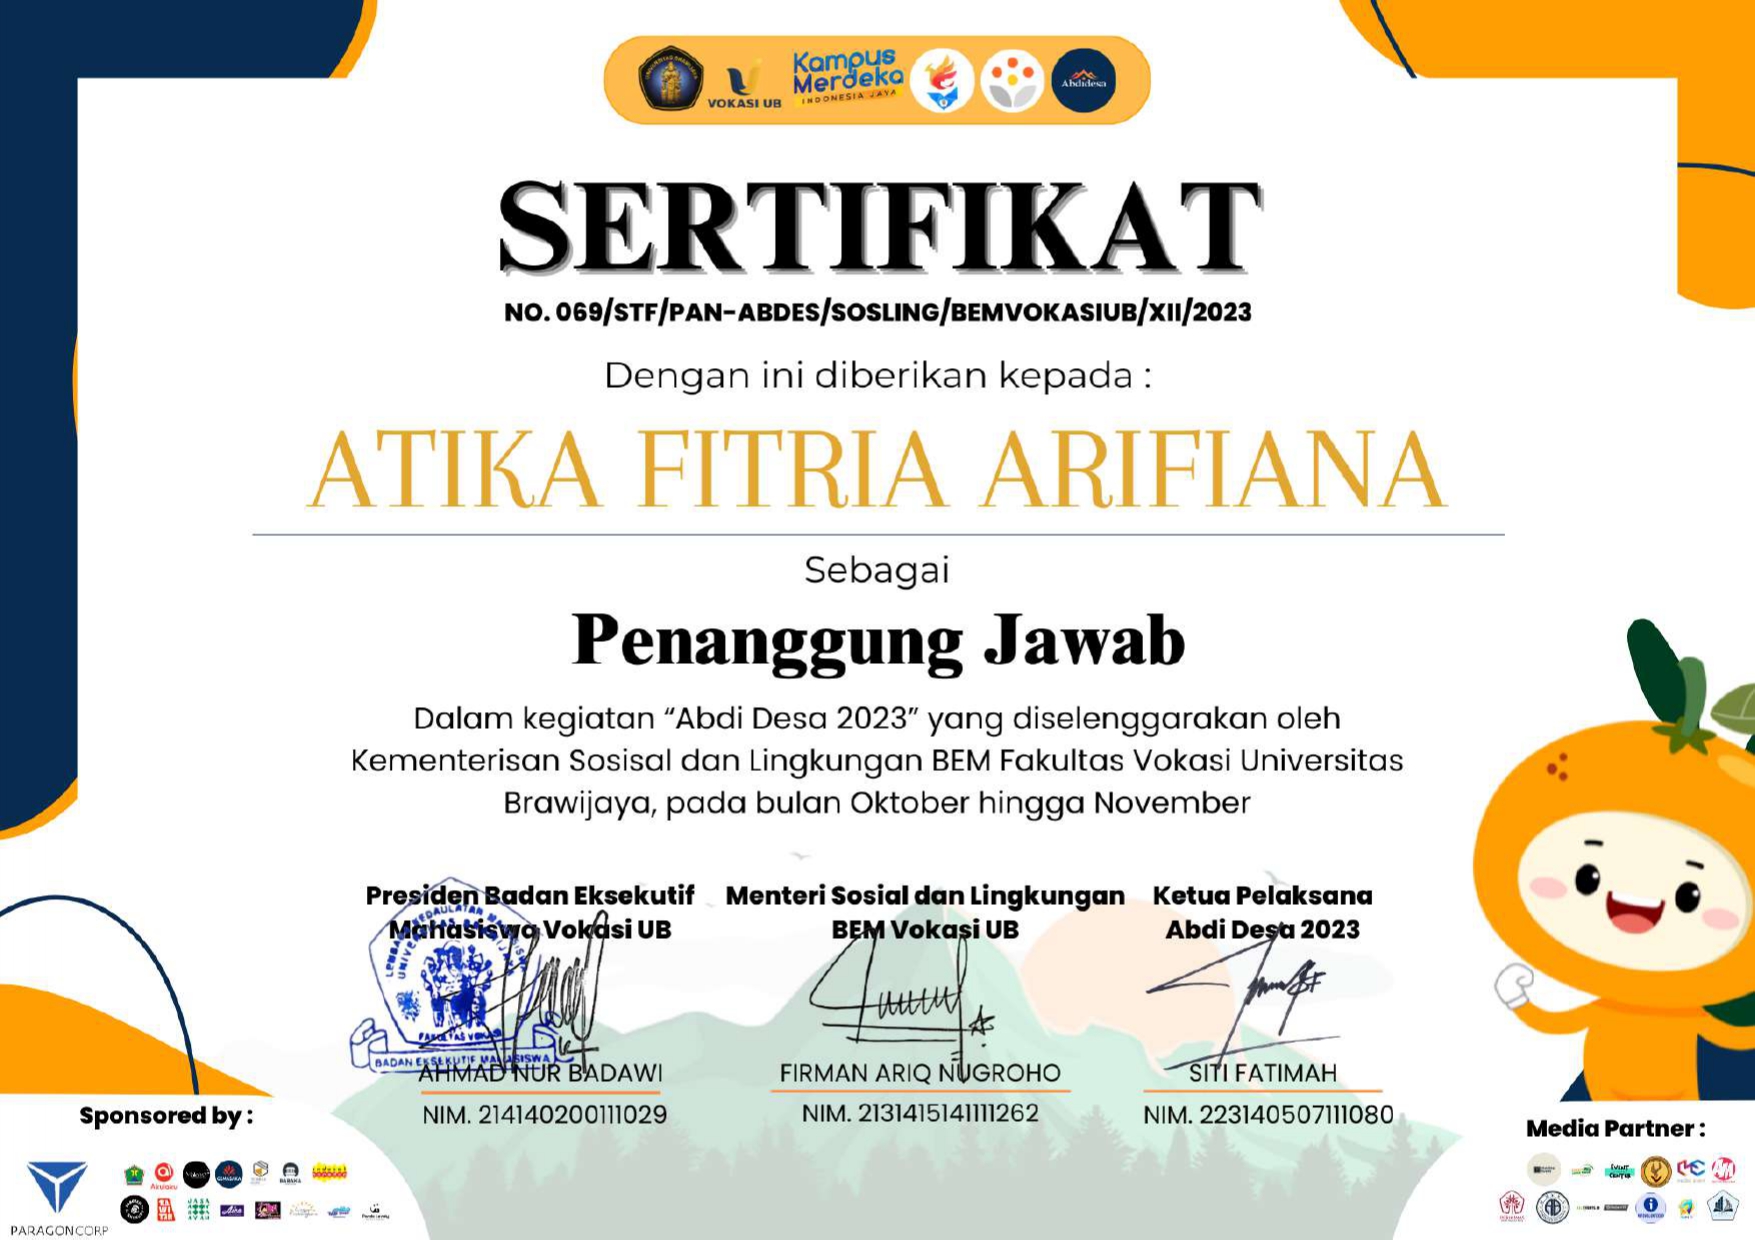 VOKASI UB
Kampus
Merdeka
INDONESIA JAYA
Abdidesa
SERTIFIKAT
NO. 069/STF/PAN-ABDES/SOSLING/BEMVOKASIUB/XII/2023
Dengan ini diberikan kepada :
ATIKA FITRIA ARIFIANA
Sebagai
Penanggung Jawab
Dalam kegiatan “Abdi Desa 2023” yang diselenggarakan oleh
Kementerisan Sosisal dan Lingkungan BEM Fakultas Vokasi Universitas
Brawijaya, pada bulan Oktober hingga November
Presiden Badan Eksekutif
Mahasiswa Vokasi UB
Menteri Sosial dan Lingkungan
BEM Vokasi UB
Ketua Pelaksana
Abdi Desa 2023
BADAN EKSEKUTIF MAHASISWA
AHMAD NUR BADAWI
NIM. 214140200111029
FIRMAN ARIQ NUGROHO
NIM. 2131415141111262
SITI FATIMAH
NIM. 223140507111080
Sponsored by :
PARAGONCORP
Media Partner :